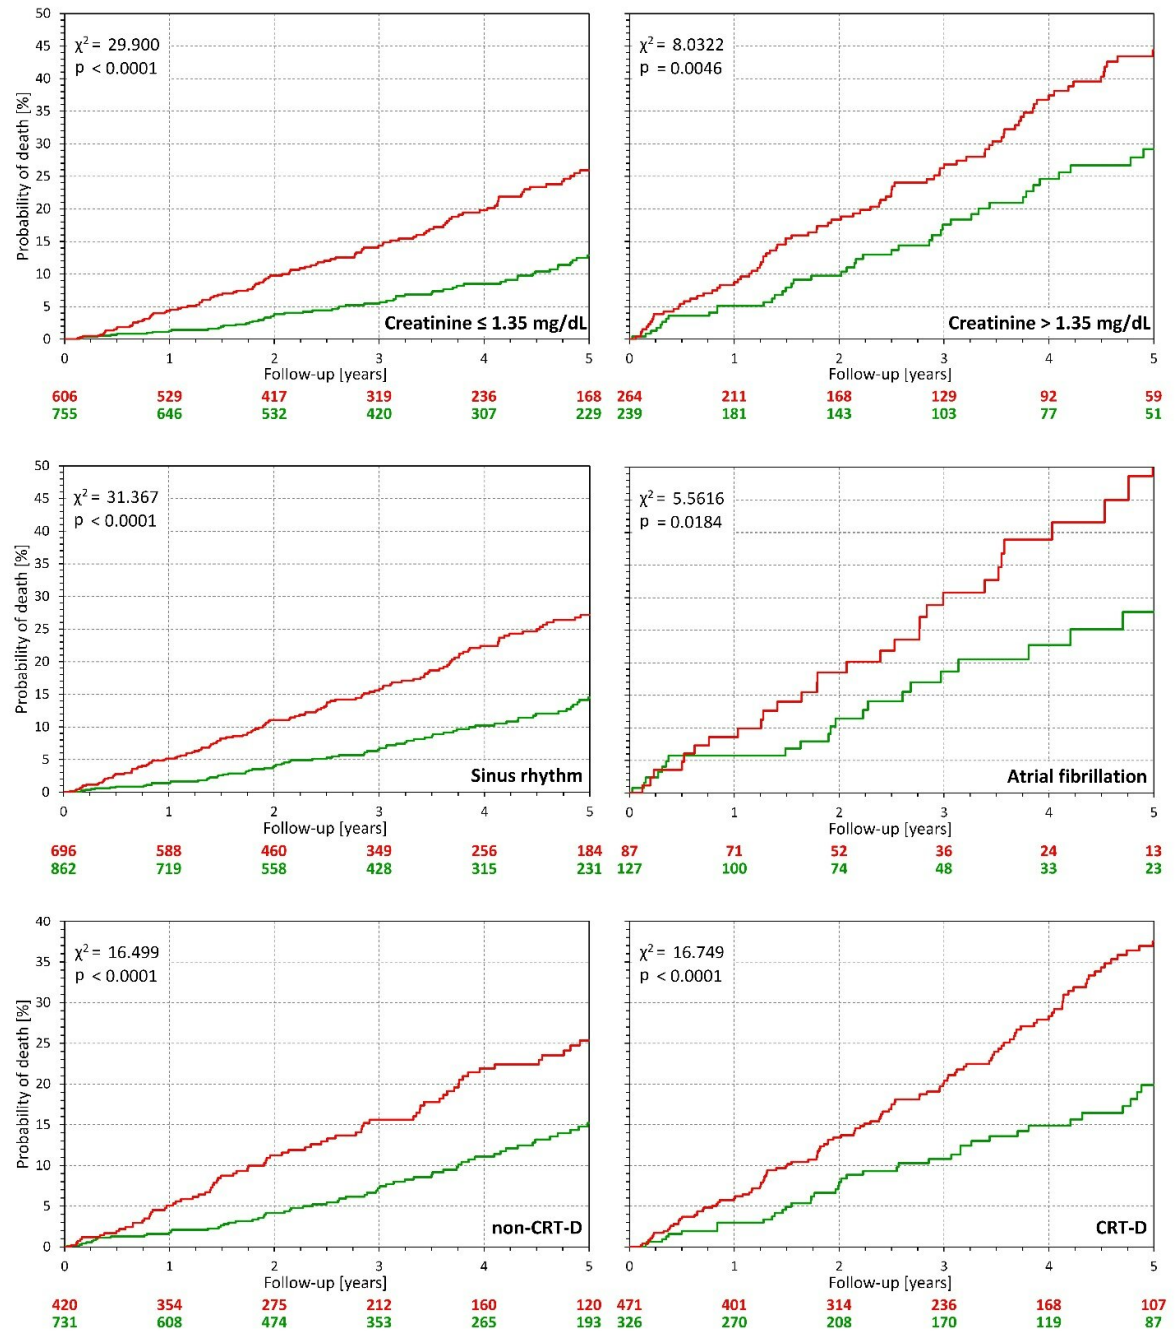 50
45
40
35
30
25
20
15
10
5
0
Probability of death [%]
χ² = 29.900
p < 0.0001
Creatinine ≤ 1.35 mg/dL
0 1 2 3 4 5
Follow-up [years]
606 529 417 319 236 168
755 646 532 420 307 229
χ² = 8.0322
p = 0.0046
Creatinine > 1.35 mg/dL
0 1 2 3 4 5
Follow-up [years]
264 211 168 129 92 59
239 181 143 103 77 51
50
45
40
35
30
25
20
15
10
5
0
Probability of death [%]
χ² = 31.367
p < 0.0001
Sinus rhythm
0 1 2 3 4 5
Follow-up [years]
696 588 460 349 256 184
862 719 558 428 315 231
χ² = 5.5616
p = 0.0184
Atrial fibrillation
0 1 2 3 4 5
Follow-up [years]
87 71 52 36 24 13
127 100 74 48 33 23
40
35
30
25
20
15
10
5
0
Probability of death [%]
χ² = 16.499
p < 0.0001
non-CRT-D
0 1 2 3 4 5
Follow-up [years]
420 354 275 212 160 120
731 608 474 353 265 193
χ² = 16.749
p < 0.0001
CRT-D
0 1 2 3 4 5
Follow-up [years]
471 401 314 236 168 107
326 270 208 170 119 87